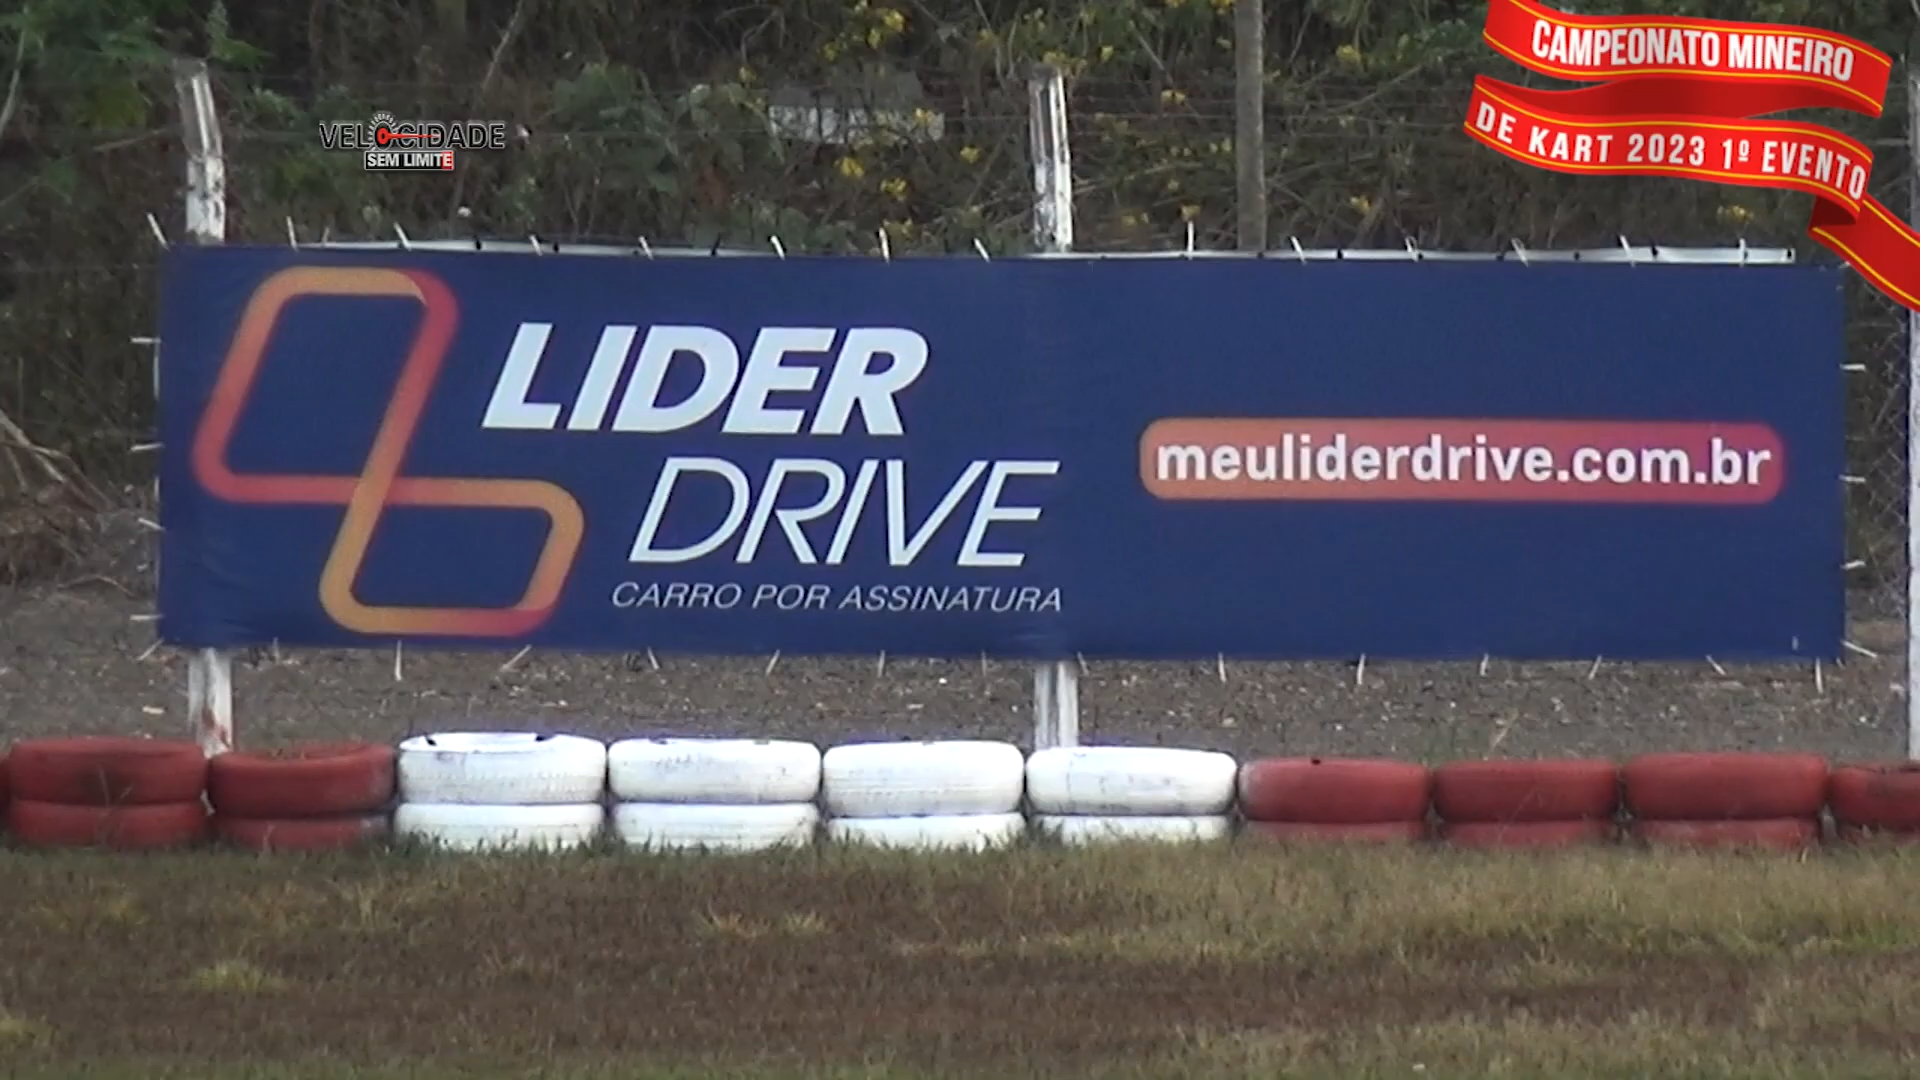 CAMPEONATO MINEIRO
DE KART 2023 1º EVENTO
VELOCIDADE
SEM LIMITE
LIDER
DRIVE
CARRO POR ASSINATURA
meuliderdrive.com.br